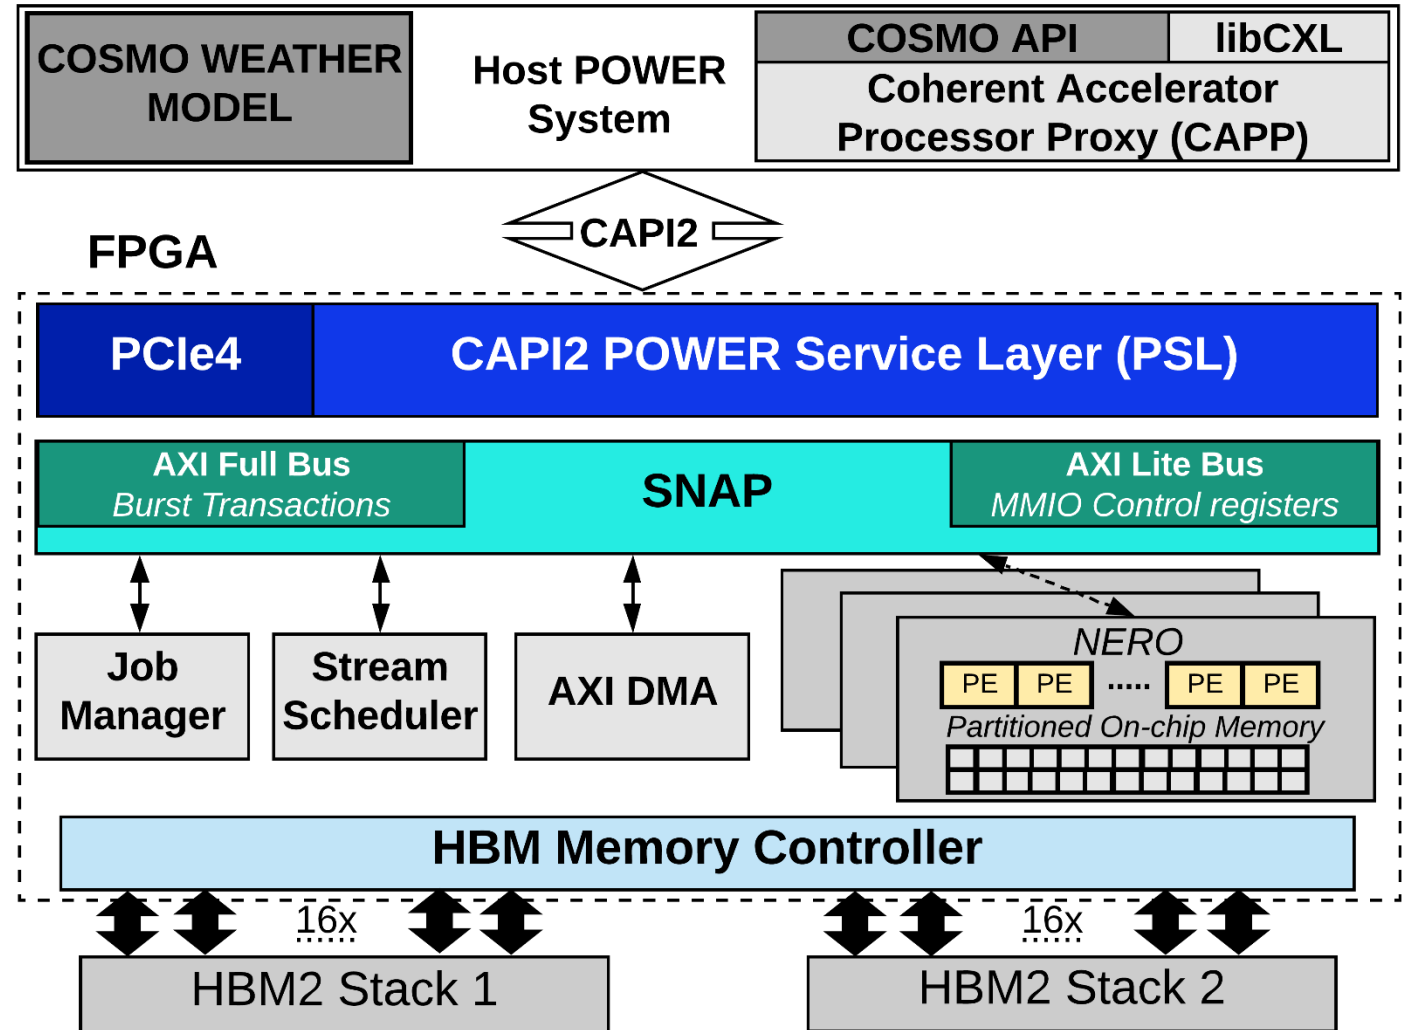 COSMO WEATHER
MODEL
Host POWER
System
COSMO API
libCXL
Coherent Accelerator
Processor Proxy (CAPP)
CAPI2
FPGA
PCIe4
CAPI2 POWER Service Layer (PSL)
AXI Full Bus
Burst Transactions
SNAP
AXI Lite Bus
MMIO Control registers
Job
Manager
Stream
Scheduler
AXI DMA
NERO
PE PE ..... PE PE
Partitioned On-chip Memory
HBM Memory Controller
16x
16x
HBM2 Stack 1
HBM2 Stack 2